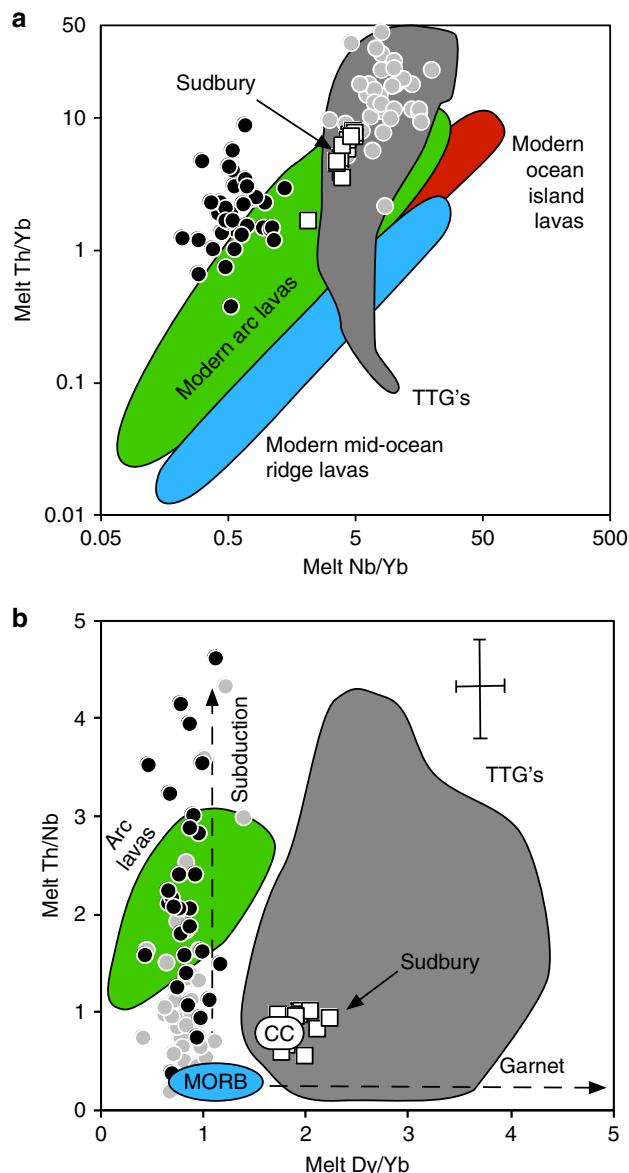 a
50
10
1
0.1
0.01
Melt Th/Yb
Sudbury
Modern
ocean
island
lavas
Modern arc lavas
TTG's
Modern mid-ocean
ridge lavas
0.05
0.5
5
50
500
Melt Nb/Yb
b
5
4
3
2
1
0
Melt Th/Nb
Subduction
TTG's
Arc
lavas
Sudbury
CC
Garnet
MORB
0
1
2
3
4
5
Melt Dy/Yb